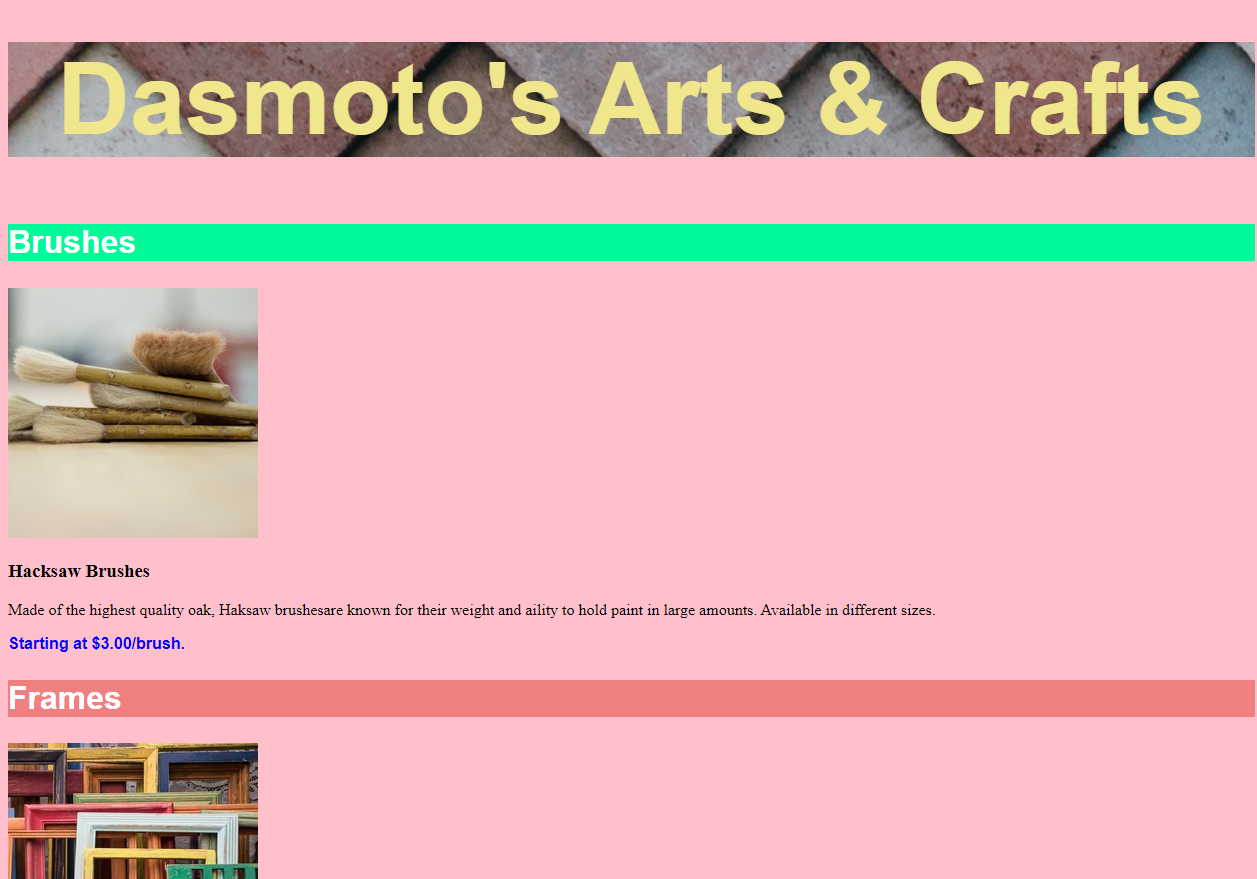 Dasmoto's Arts & Crafts
Brushes
Hacksaw Brushes
Made of the highest quality oak, Haksaw brushesare known for their weight and aility to hold paint in large amounts. Available in different sizes.
Starting at $3.00/brush.
Frames